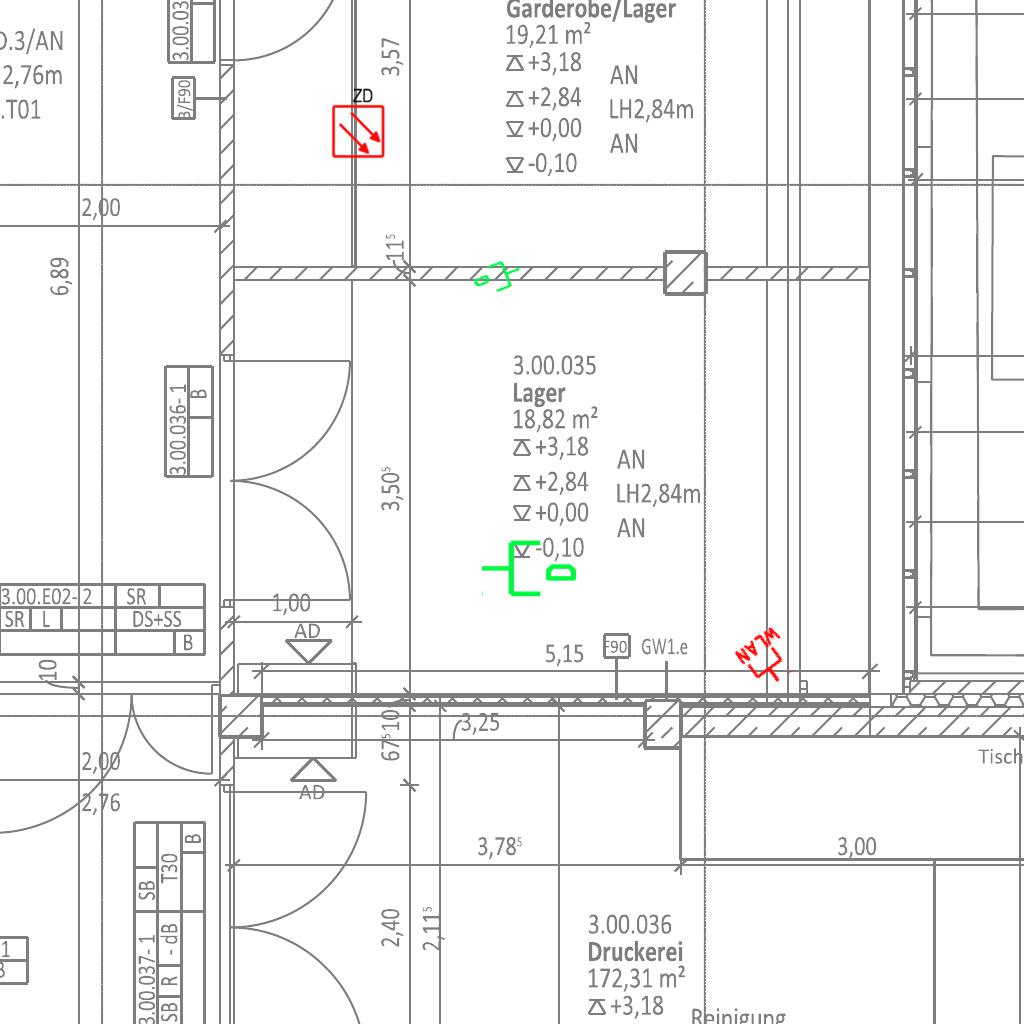 Garderobe/Lager
19,21 m²
+3,18
AN
+2,84
LH2,84m
+0,00
AN
-0,10
3,57
ZD
D.3/AN
2,76m
.T01
3/F90
2,00
6,89
11⁵
3.00.035
Lager
18,82 m²
+3,18
AN
+2,84
LH2,84m
+0,00
AN
-0,10
D
D
3.00.036-1
B
3,50⁵
3.00.E02-2
SR
SR
L
DS+SS
B
1,00
AD
10
5,15
F90
GW1.e
WLAN
3,25
67⁵
10
AD
2,00
2,76
Tisch
3,78⁵
3,00
B
SB
T30
3.00.037-1
- dB
SB
R
2,40
2,11⁵
1
3.00.036
Druckerei
172,31 m²
+3,18
Reinigung